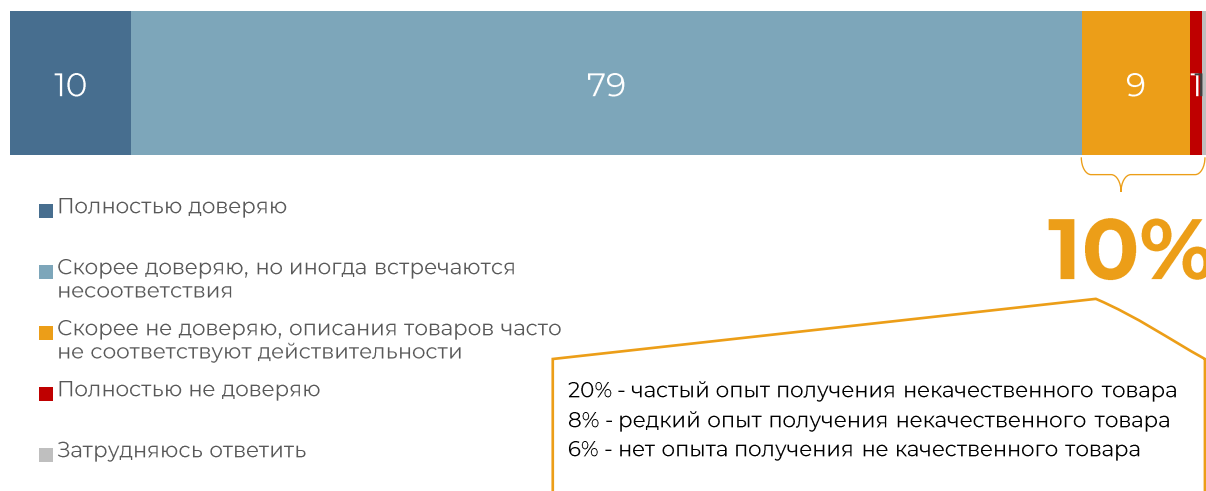 10
79
9
1
Полностью доверяю
Скорее доверяю, но иногда встречаются
несоответствия
Скорее не доверяю, описания товаров часто
не соответствуют действительности
Полностью не доверяю
Затрудняюсь ответить
10%
20% - частый опыт получения некачественного товара
8% - редкий опыт получения некачественного товара
6% - нет опыта получения не качественного товара